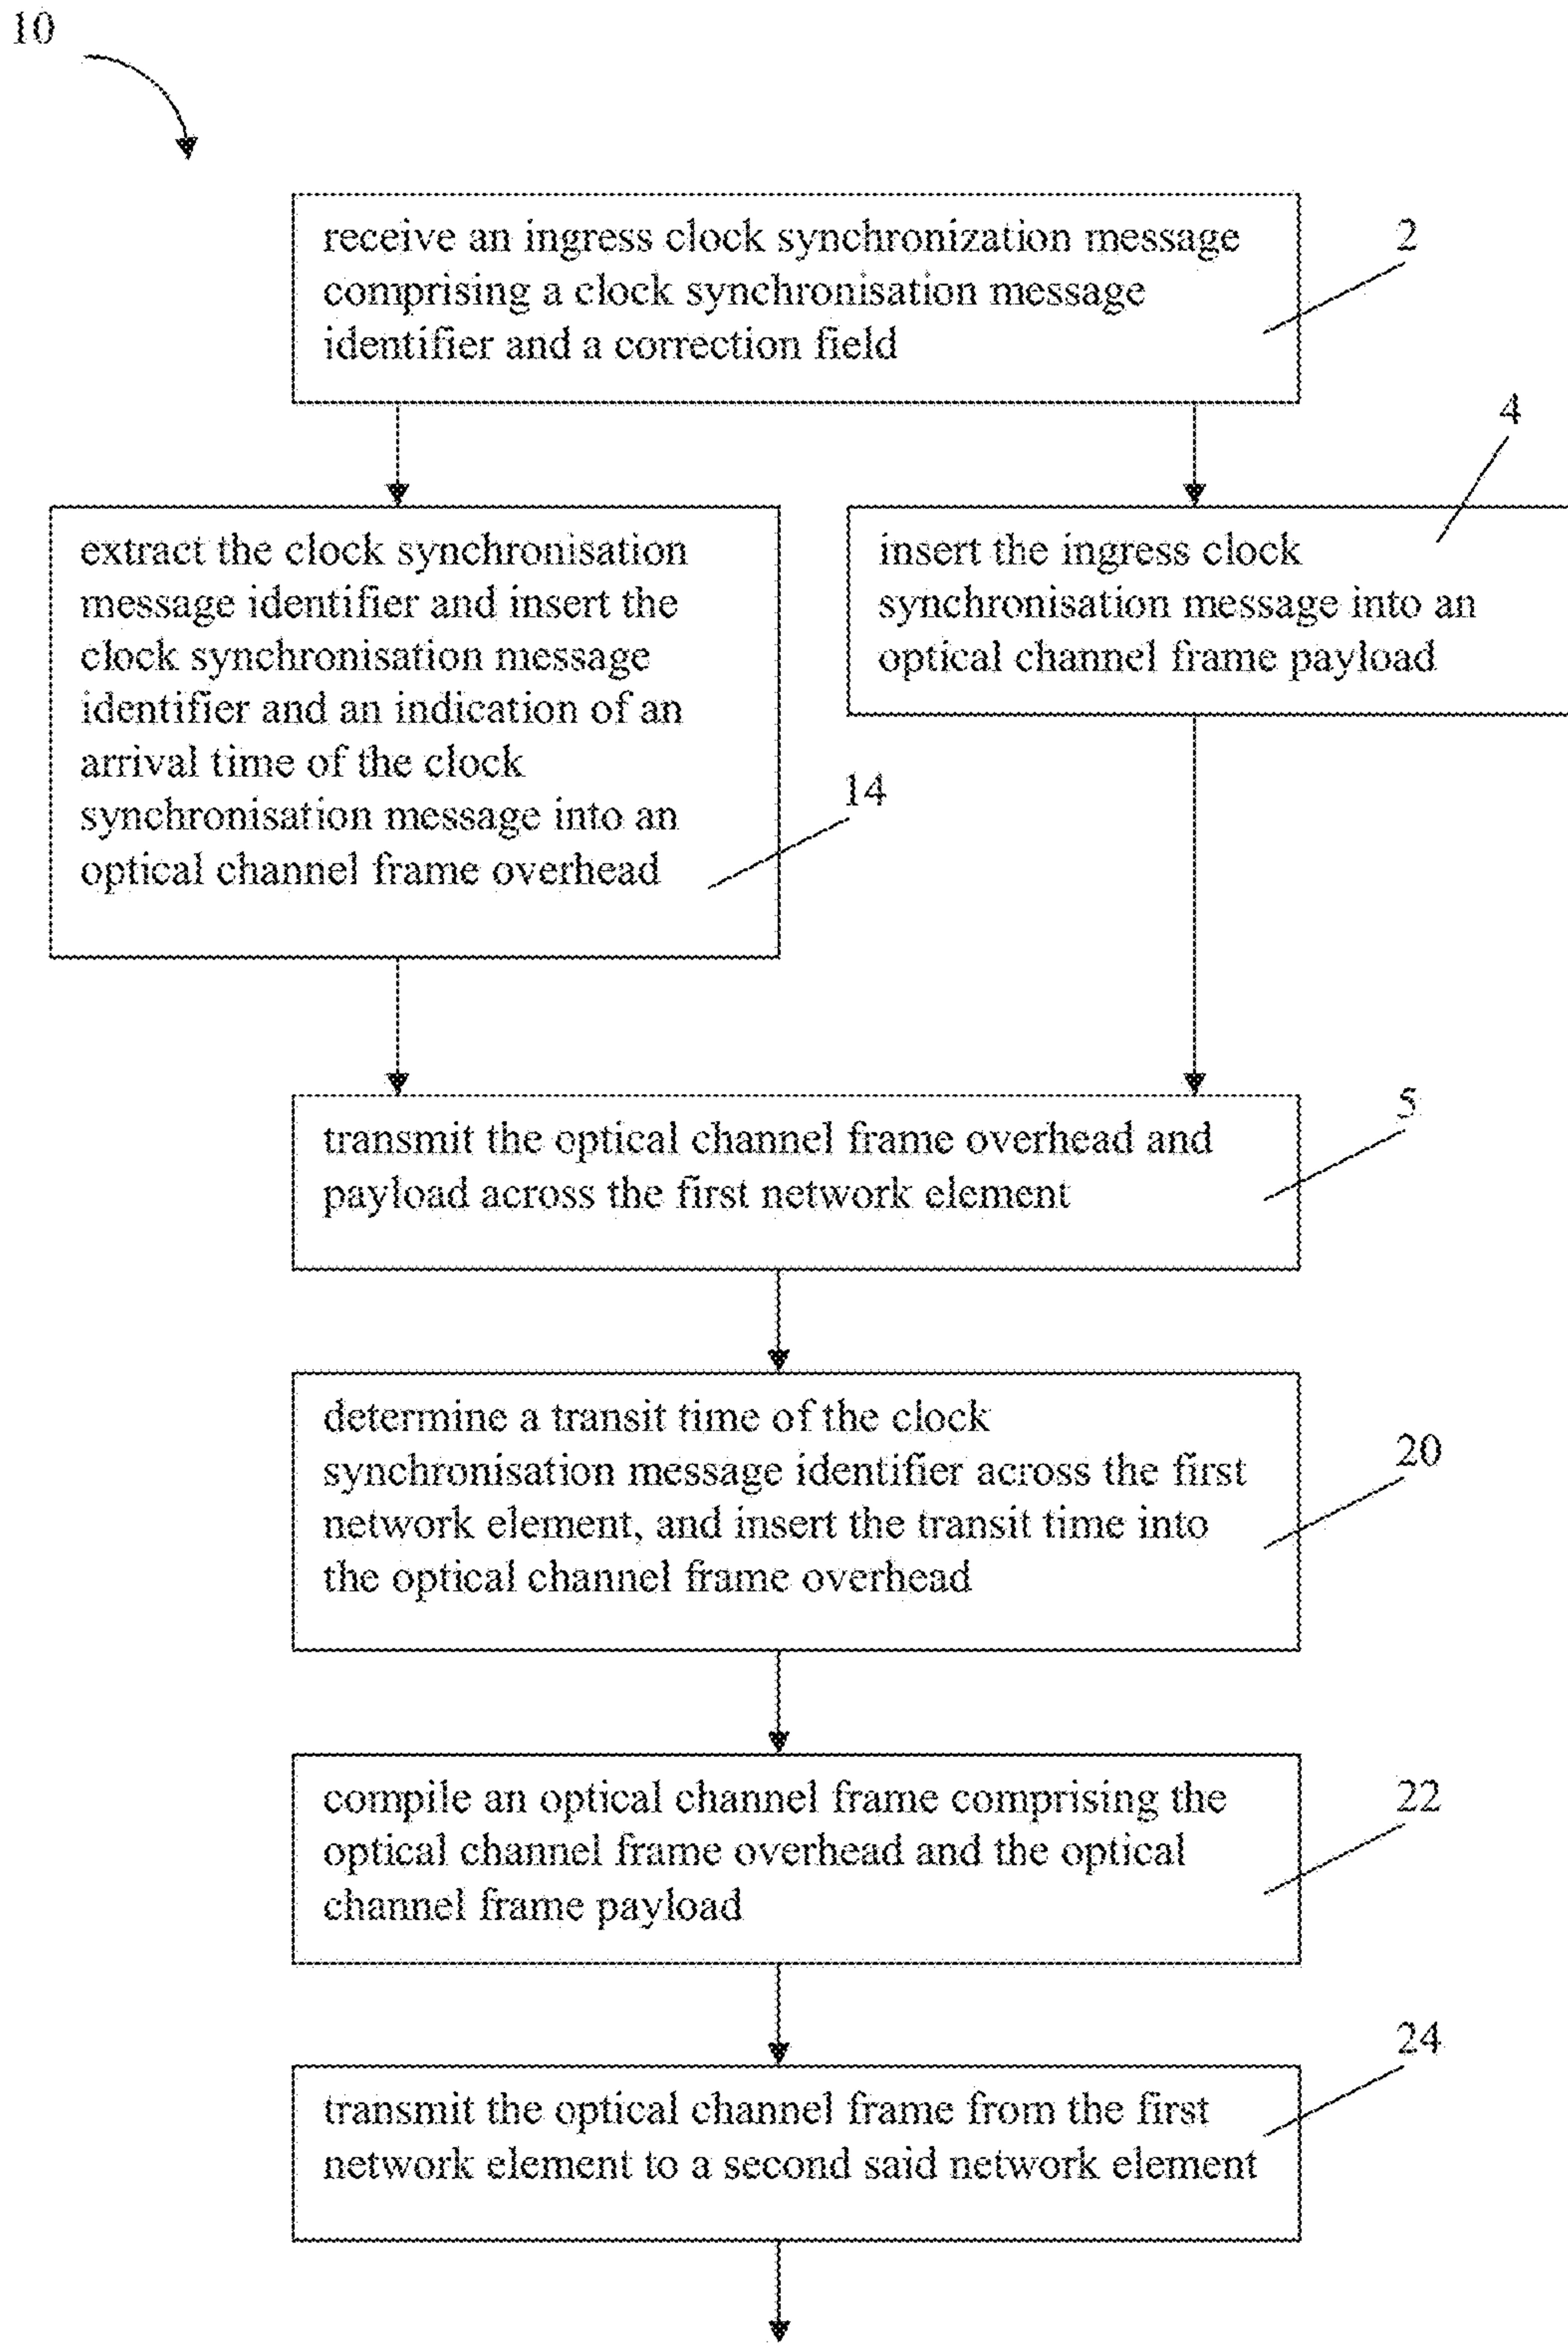 10
receive an ingress clock synchronization message
comprising a clock synchronisation message
identifier and a correction field
2
4
extract the clock synchronisation
message identifier and insert the
clock synchronisation message
identifier and an indication of an
arrival time of the clock
synchronisation message into an
optical channel frame overhead
14
insert the ingress clock
synchronisation message into an
optical channel frame payload
transmit the optical channel frame overhead and
payload across the first network element
5
determine a transit time of the clock
synchronisation message identifier across the first
network element, and insert the transit time into
the optical channel frame overhead
20
compile an optical channel frame comprising the
optical channel frame overhead and the optical
channel frame payload
22
transmit the optical channel frame from the first
network element to a second said network element
24